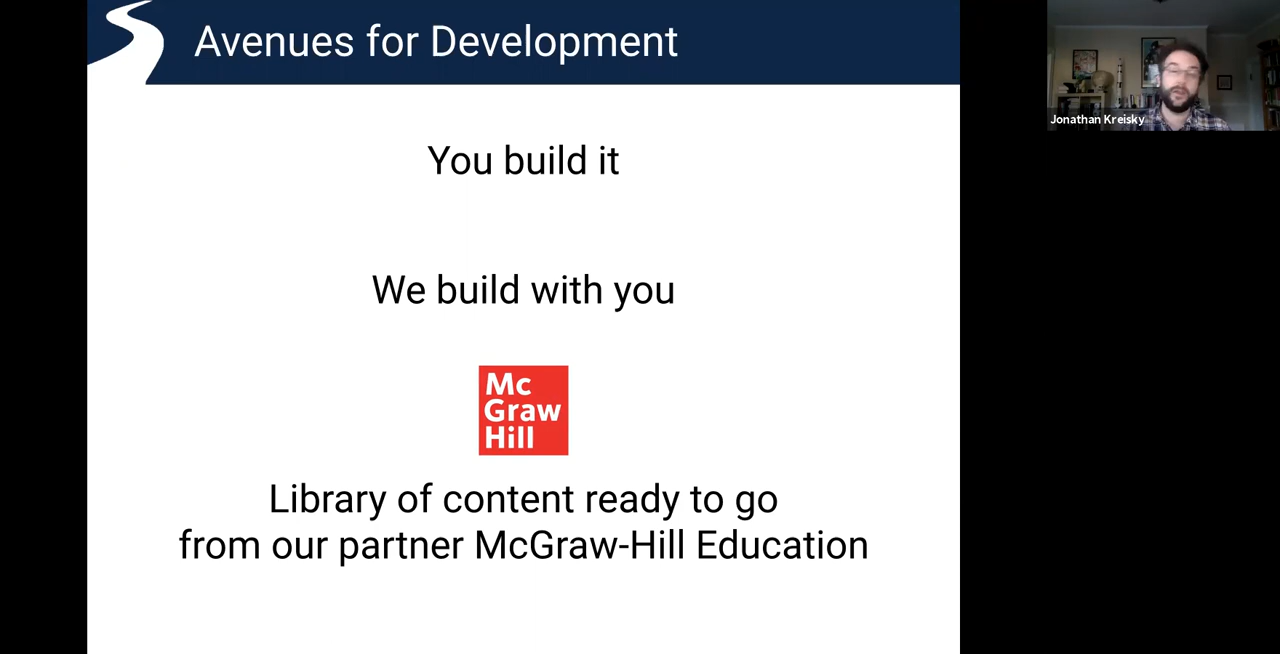 Avenues for Development
Jonathan Kreisky
You build it
We build with you
Mc
Graw
Hill
Library of content ready to go
from our partner McGraw-Hill Education